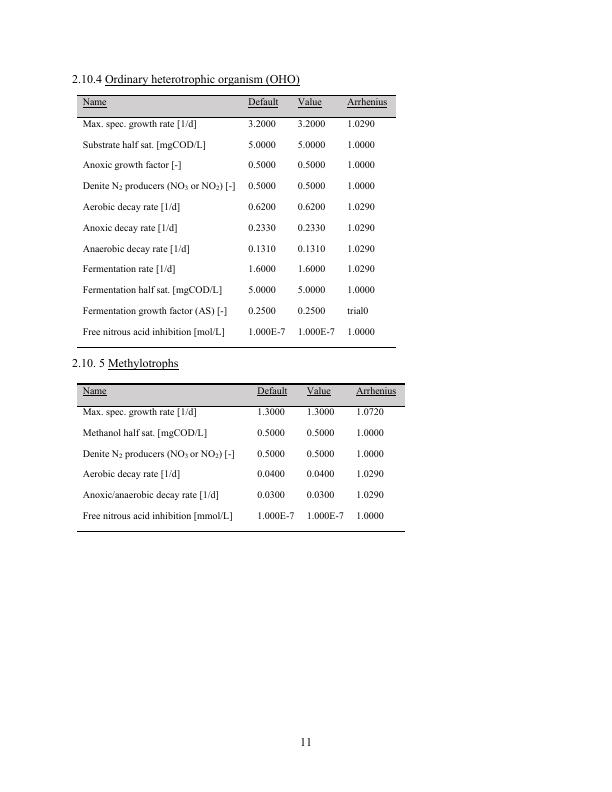 2.10.4 Ordinary heterotrophic organism (OHO)
Name Default Value Arrhenius
Max. spec. growth rate [1/d] 3.2000 3.2000 1.0290
Substrate half sat. [mgCOD/L] 5.0000 5.0000 1.0000
Anoxic growth factor [-] 0.5000 0.5000 1.0000
Denite N₂ producers (NO₃ or NO₂) [-] 0.5000 0.5000 1.0000
Aerobic decay rate [1/d] 0.6200 0.6200 1.0290
Anoxic decay rate [1/d] 0.2330 0.2330 1.0290
Anaerobic decay rate [1/d] 0.1310 0.1310 1.0290
Fermentation rate [1/d] 1.6000 1.6000 1.0290
Fermentation half sat. [mgCOD/L] 5.0000 5.0000 1.0000
Fermentation growth factor (AS) [-] 0.2500 0.2500 trial0
Free nitrous acid inhibition [mol/L] 1.000E-7 1.000E-7 1.0000
2.10. 5 Methylotrophs
Name Default Value Arrhenius
Max. spec. growth rate [1/d] 1.3000 1.3000 1.0720
Methanol half sat. [mgCOD/L] 0.5000 0.5000 1.0000
Denite N₂ producers (NO₃ or NO₂) [-] 0.5000 0.5000 1.0000
Aerobic decay rate [1/d] 0.0400 0.0400 1.0290
Anoxic/anaerobic decay rate [1/d] 0.0300 0.0300 1.0290
Free nitrous acid inhibition [mmol/L] 1.000E-7 1.000E-7 1.0000
11